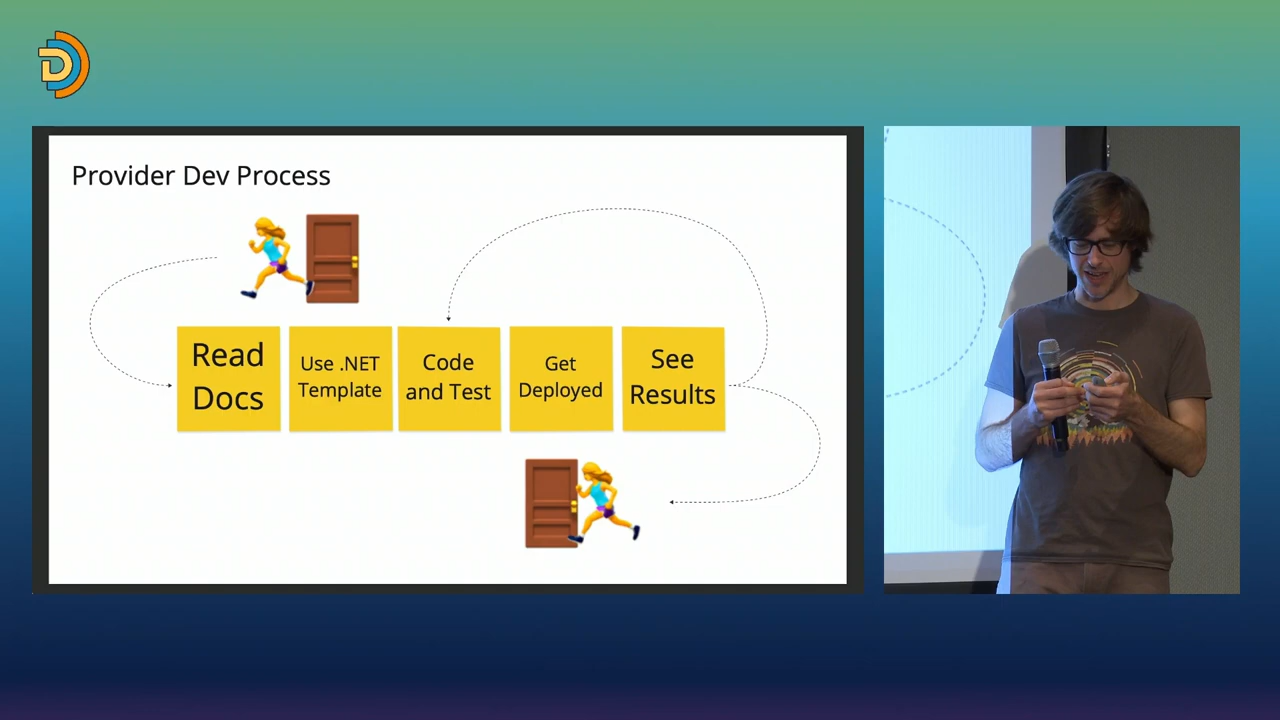 D
Provider Dev Process
Read
Docs
Use .NET
Template
Code
and Test
Get
Deployed
See
Results